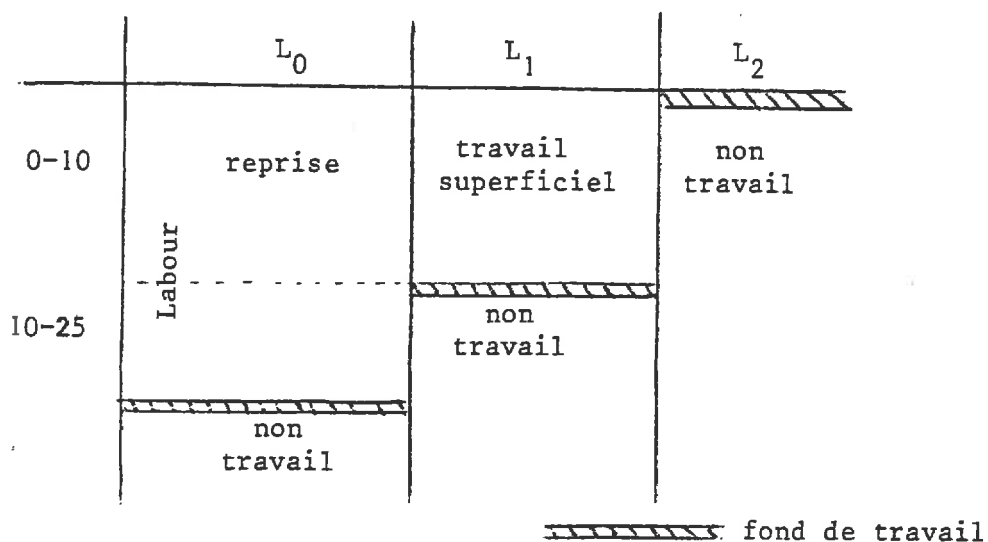 L0 L1 L2
0-10
reprise
travail
superficiel
non
travail
Labour
10-25
non
travail
non
travail
fond de travail